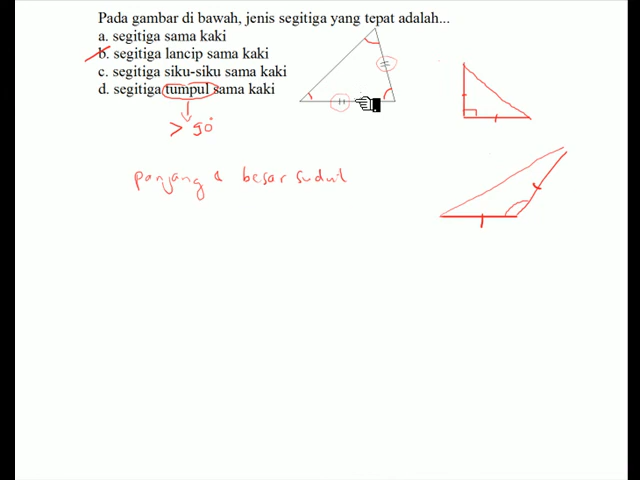 Pada gambar di bawah, jenis segitiga yang tepat adalah...
a. segitiga sama kaki
b. segitiga lancip sama kaki
c. segitiga siku-siku sama kaki
d. segitiga tumpul sama kaki
> 90°
panjang & besar sudut